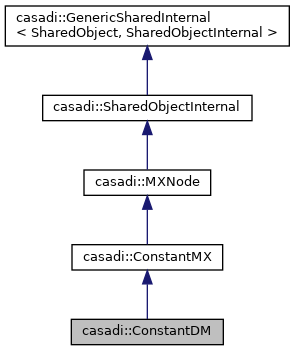 casadi::GenericSharedInternal
< SharedObject, SharedObjectInternal >
casadi::SharedObjectInternal
casadi::MXNode
casadi::ConstantMX
casadi::ConstantDM